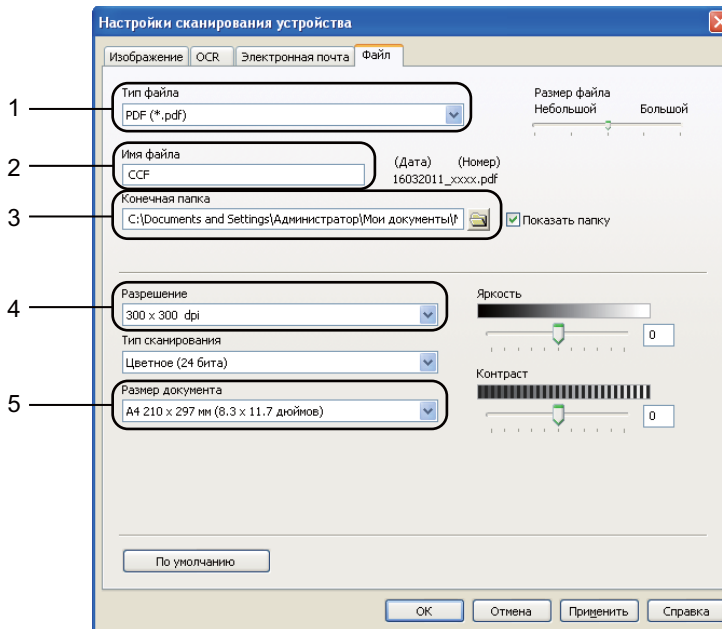 Настройки сканирования устройства
Изображение OCR Электронная почта Файл
1
Тип файла
PDF (*.pdf)
Размер файла
Небольшой Большой
2
Имя файла
CCF
(Дата) (Номер)
16032011_xxxx.pdf
3
Конечная папка
C:\Documents and Settings\Администратор\Мои документы\
Показать папку
4
Разрешение
300 x 300 dpi
Яркость
0
Тип сканирования
Цветное (24 бита)
Контраст
0
5
Размер документа
A4 210 x 297 мм (8.3 x 11.7 дюймов)
По умолчанию
OK Отмена Применить Справка